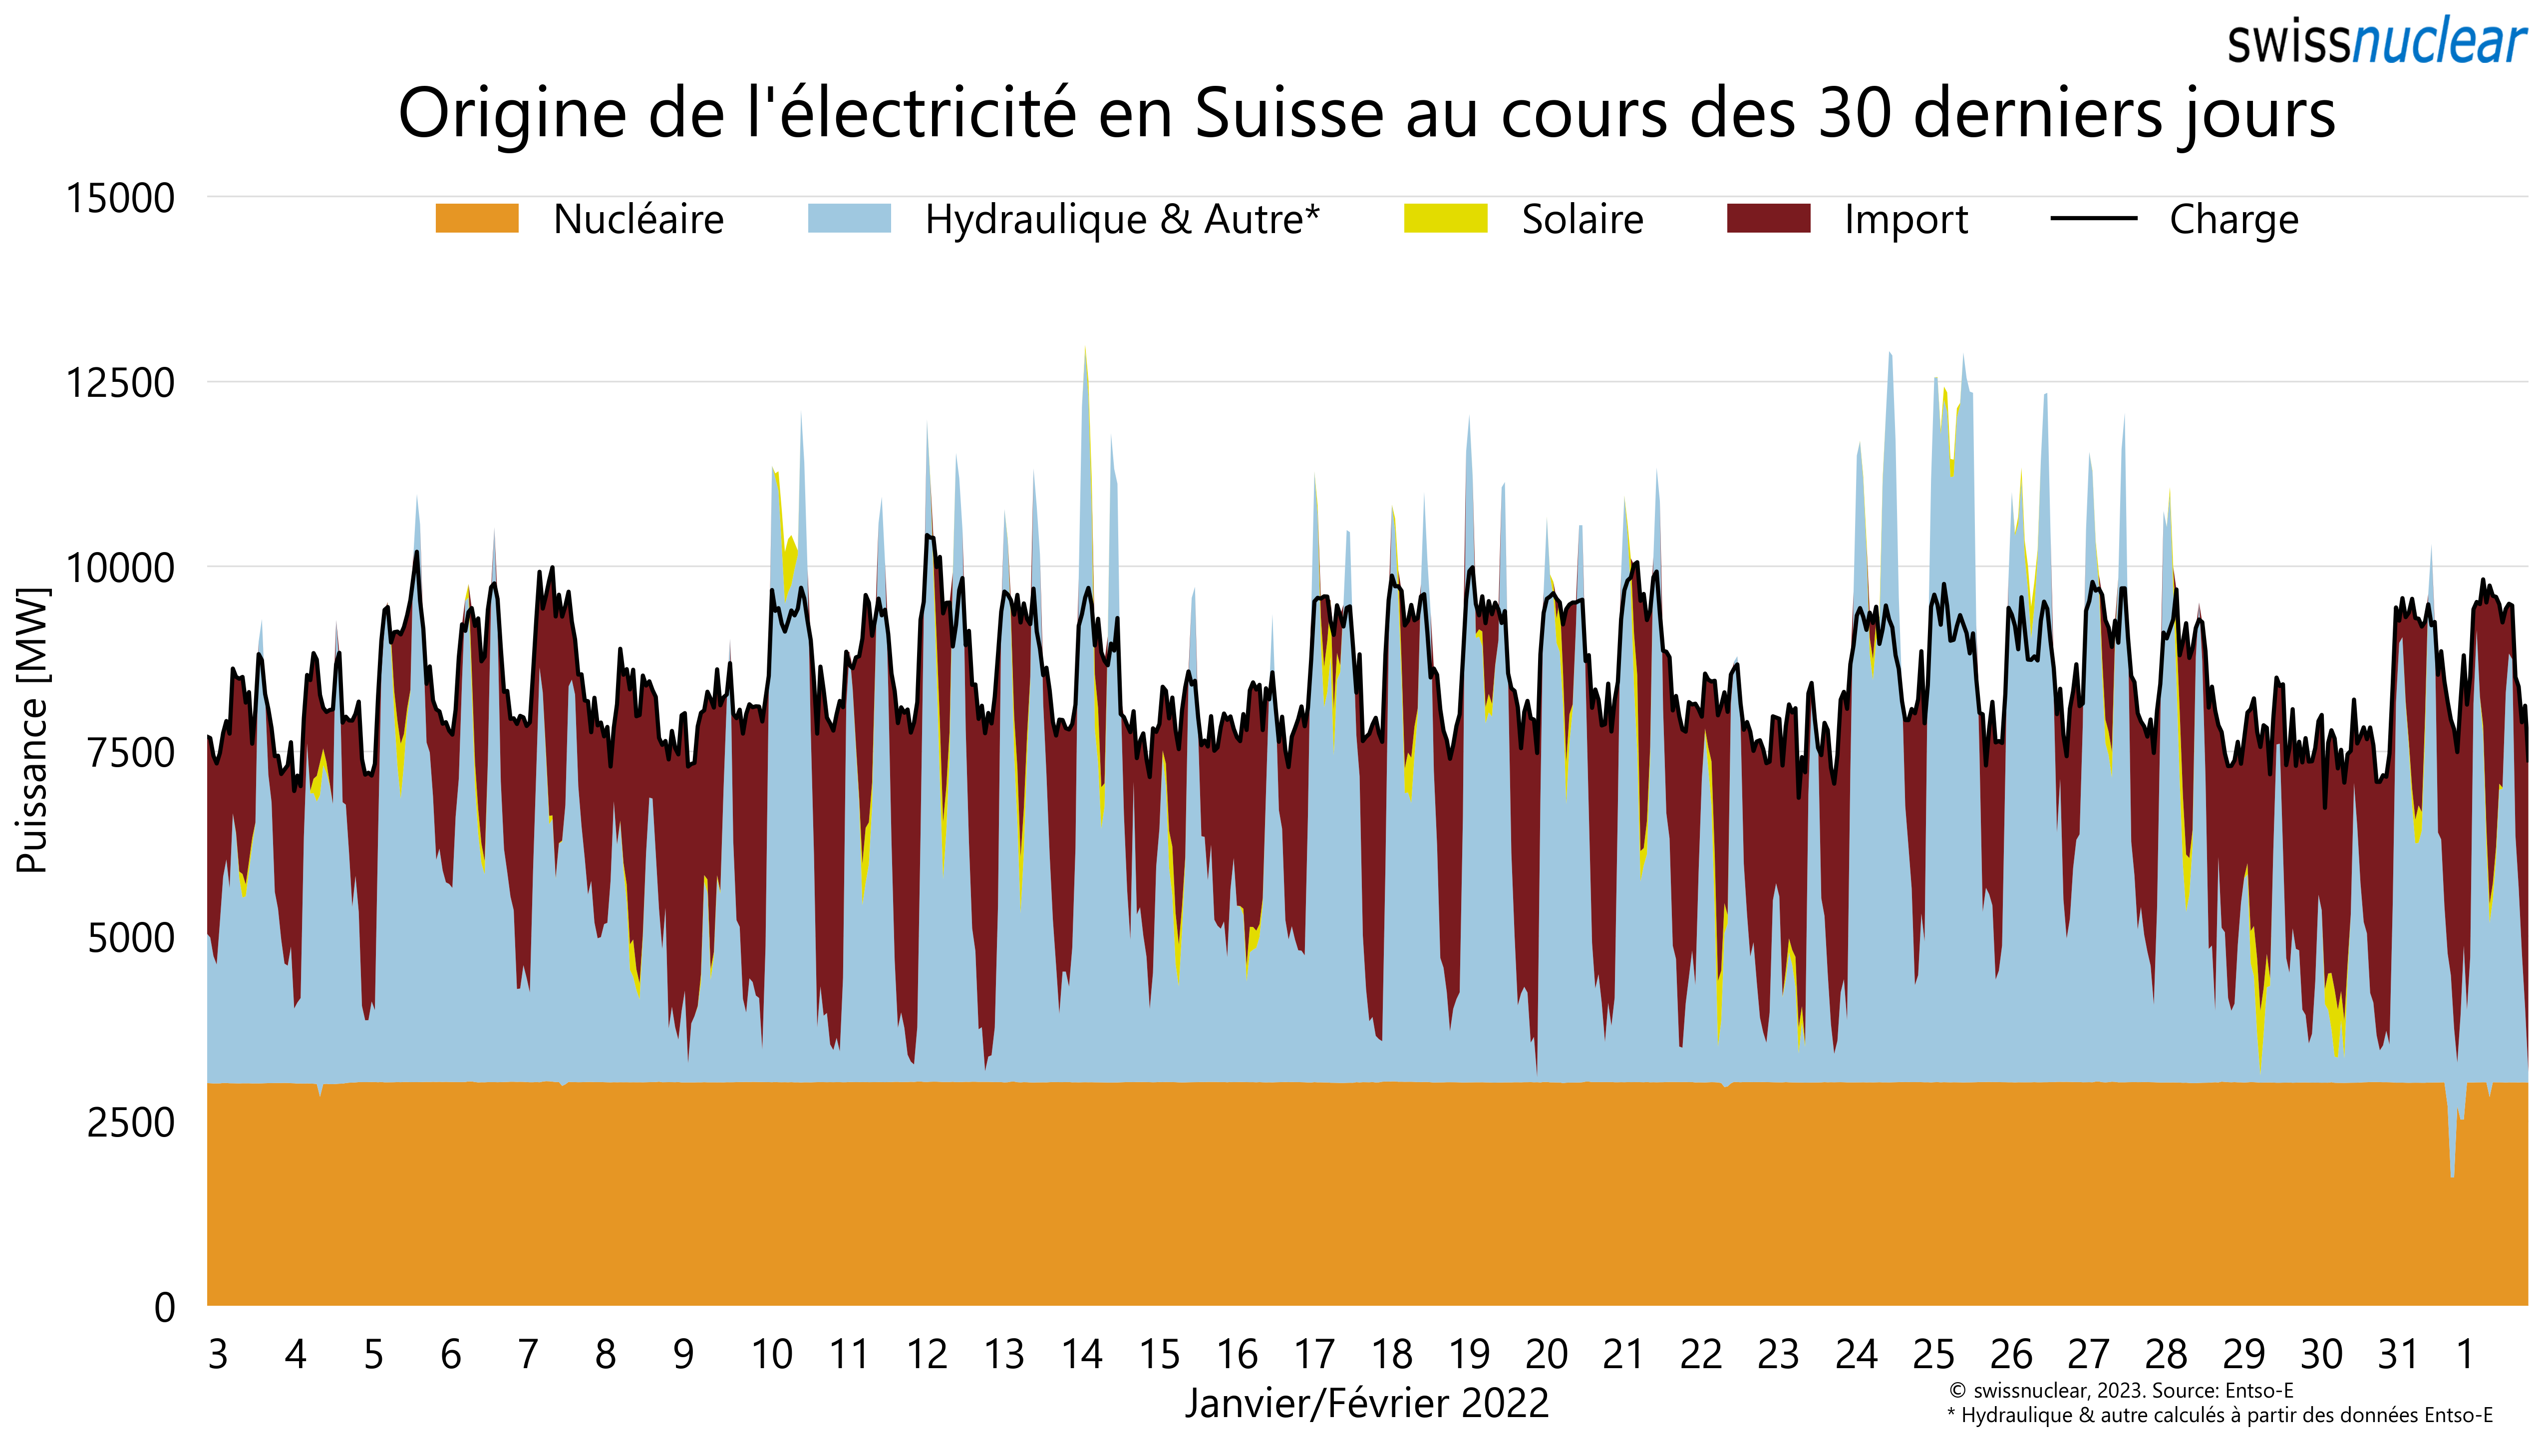 swissnuclear
Origine de l'électricité en Suisse au cours des 30 derniers jours
15000
Nucléaire Hydraulique & Autre* Solaire Import Charge
12500
10000
7500
5000
2500
0
Puissance [MW]
3 4 5 6 7 8 9 10 11 12 13 14 15 16 17 18 19 20 21 22 23 24 25 26 27 28 29 30 31 1
Janvier/Février 2022
© swissnuclear, 2023. Source: Entso-E
* Hydraulique & autre calculés à partir des données Entso-E